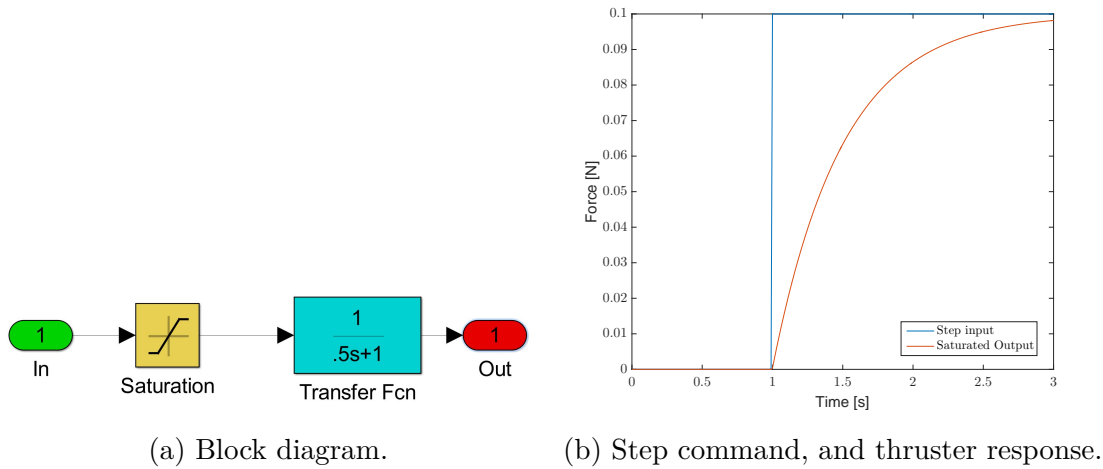 1
In
Saturation
1
.5s+1
Transfer Fcn
1
Out
(a) Block diagram.
0.1
0.09
0.08
0.07
0.06
0.05
0.04
0.03
0.02
0.01
0
Force [N]
0 0.5 1 1.5 2 2.5 3
Time [s]
Step input
Saturated Output
(b) Step command, and thruster response.